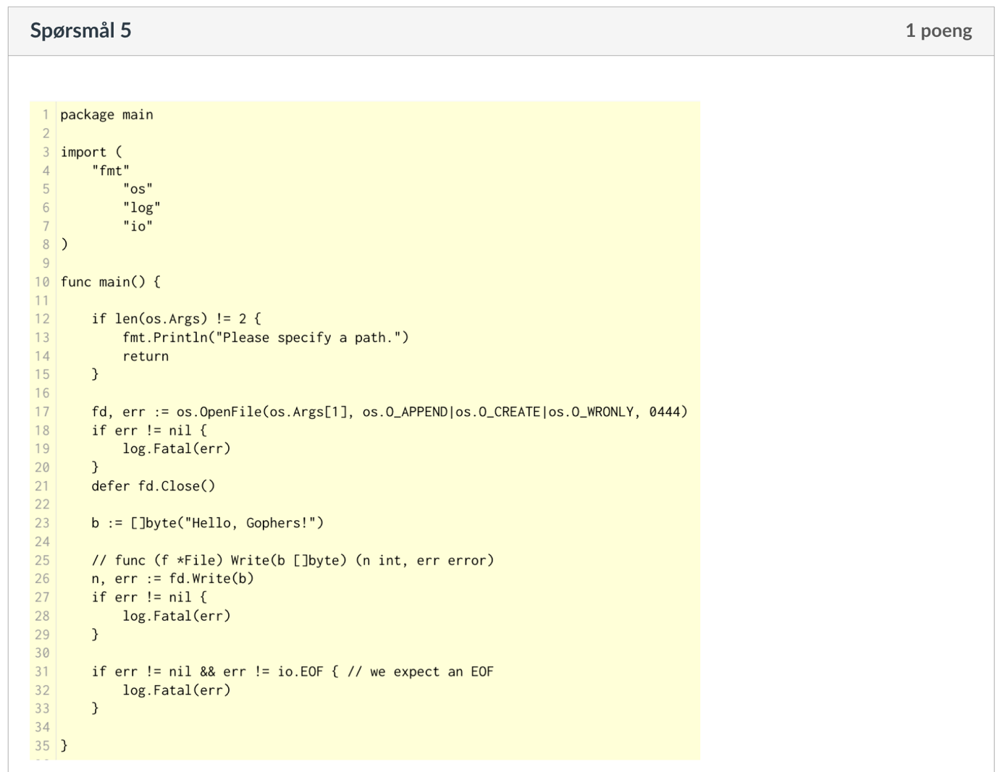 Spørsmål 5
1 poeng
1 package main
2
3 import (
4     "fmt"
5         "os"
6         "log"
7         "io"
8 )
9
10 func main() {
11
12     if len(os.Args) != 2 {
13         fmt.Println("Please specify a path.")
14         return
15     }
16
17     fd, err := os.OpenFile(os.Args[1], os.O_APPEND|os.O_CREATE|os.O_WRONLY, 0444)
18     if err != nil {
19         log.Fatal(err)
20     }
21     defer fd.Close()
22
23     b := []byte("Hello, Gophers!")
24
25     // func (f *File) Write(b []byte) (n int, err error)
26     n, err := fd.Write(b)
27     if err != nil {
28         log.Fatal(err)
29     }
30
31     if err != nil && err != io.EOF { // we expect an EOF
32         log.Fatal(err)
33     }
34
35 }